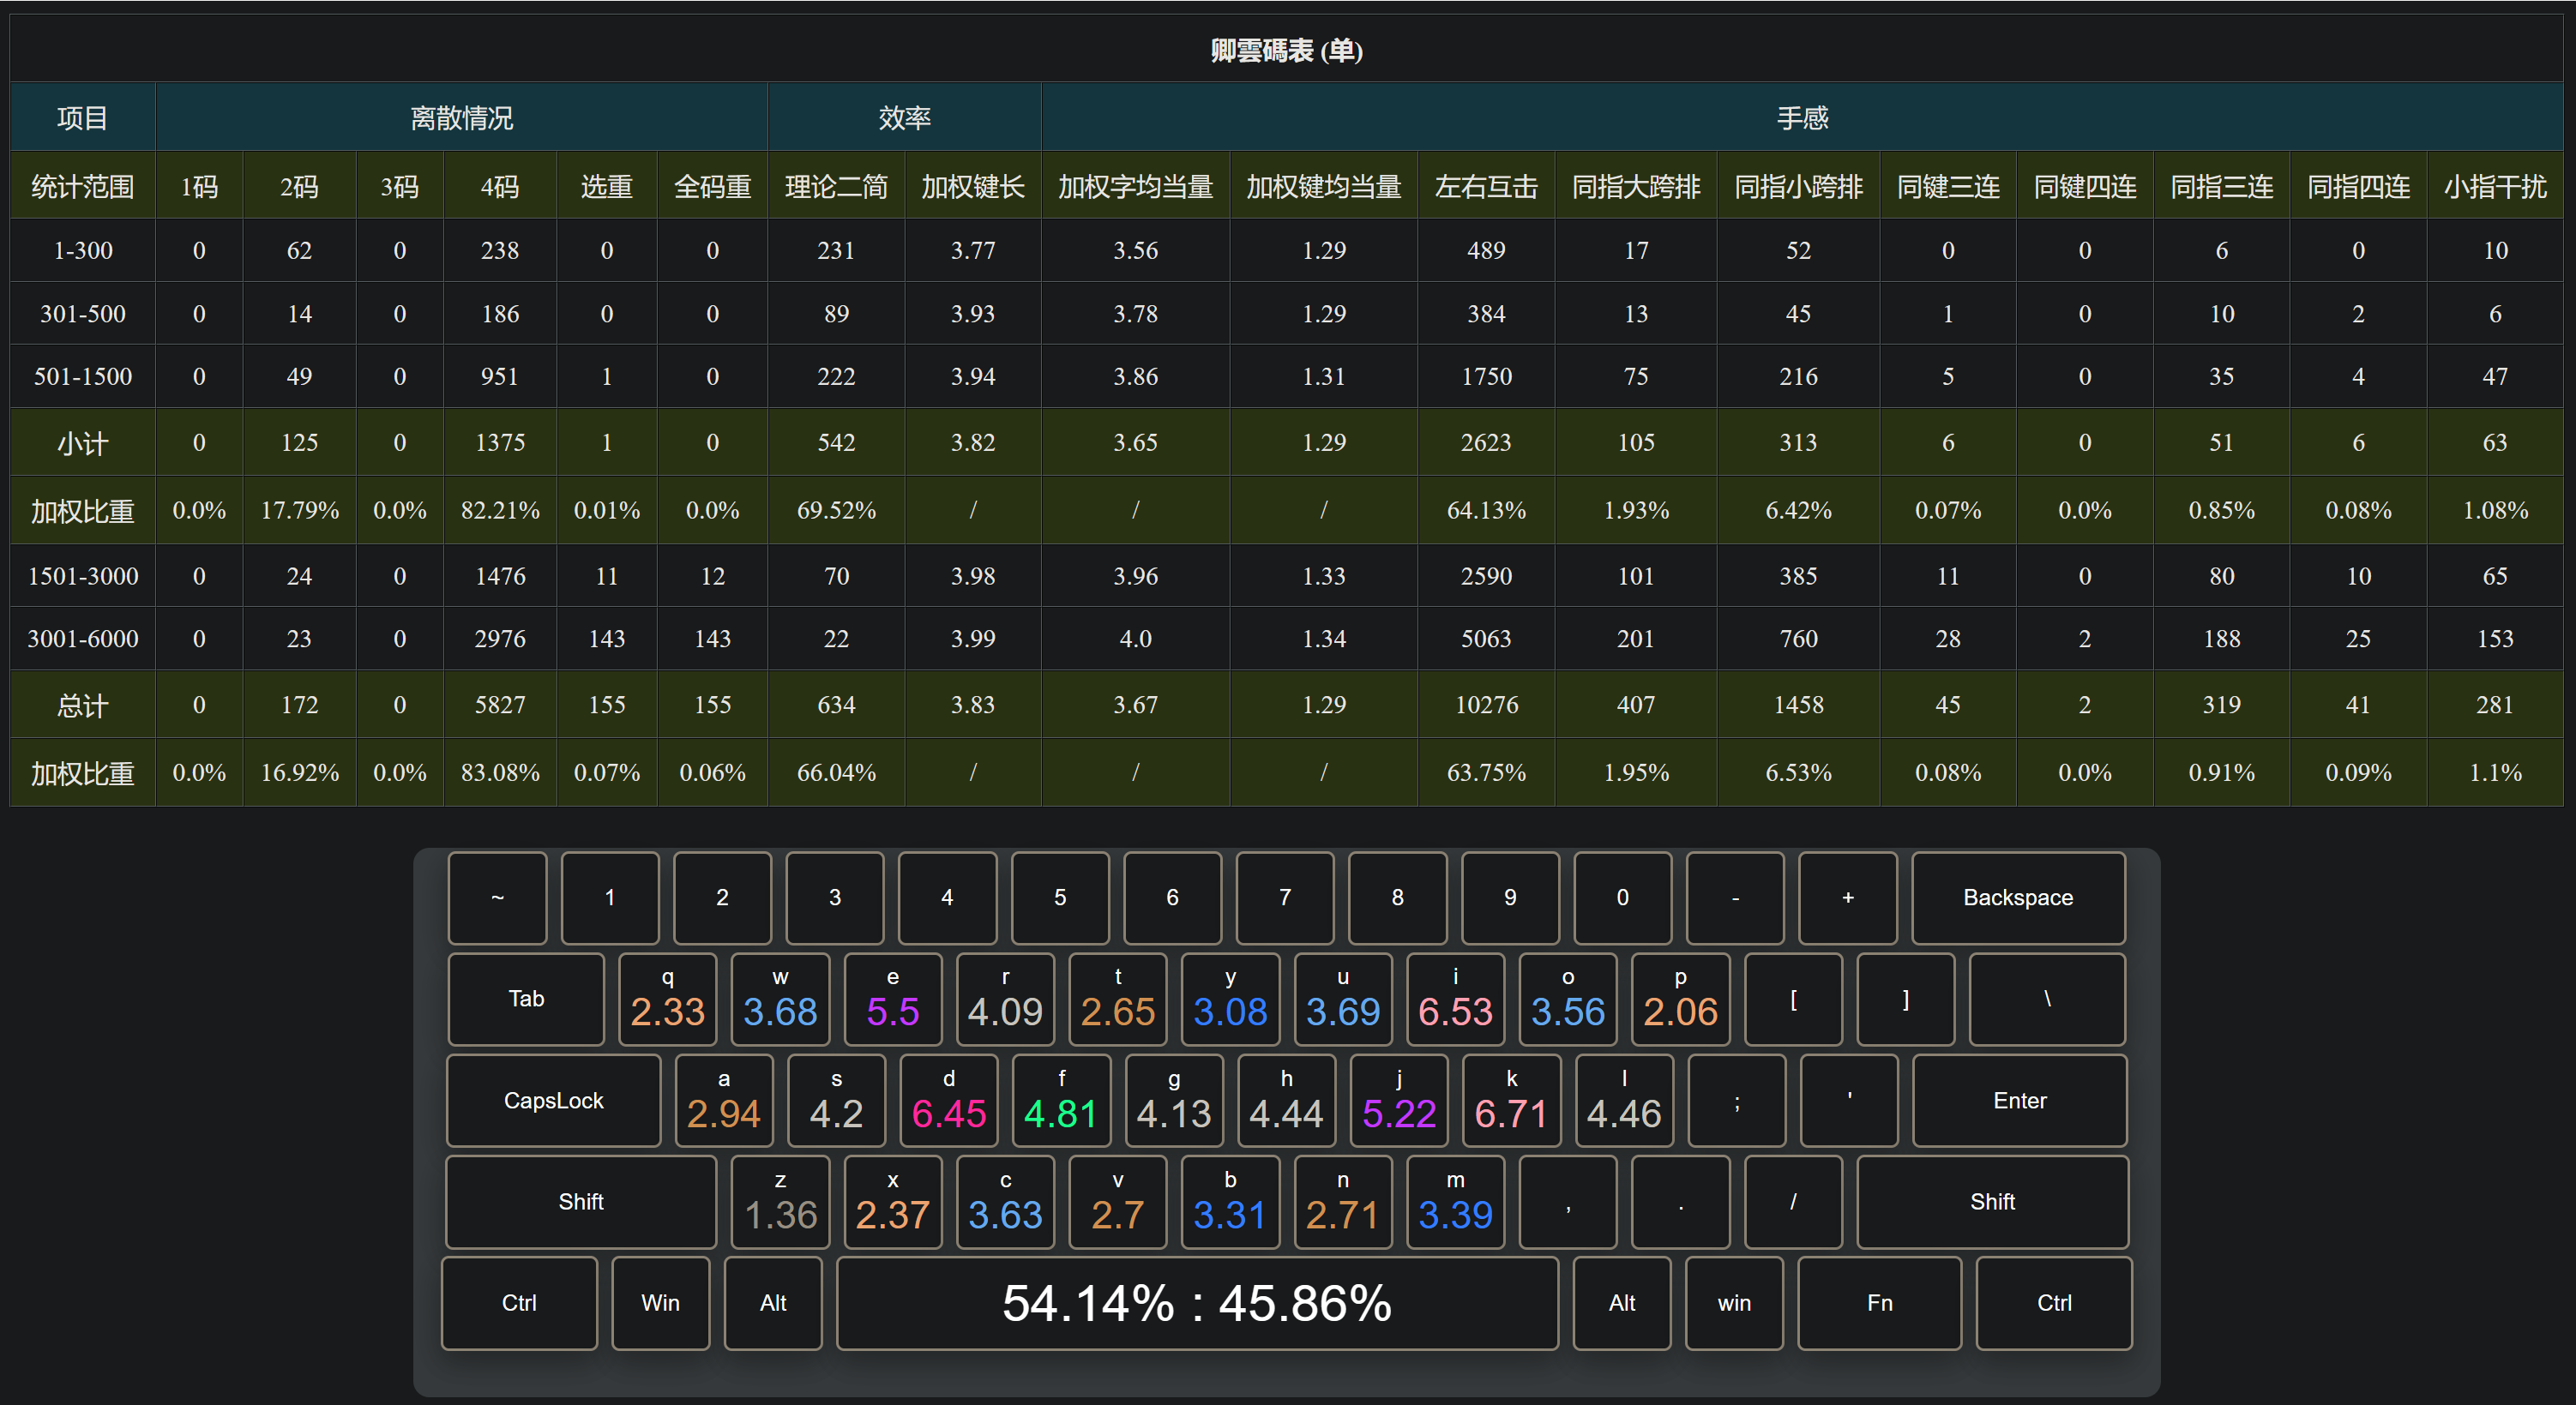 卿雲碼表 (单)
项目 离散情况 效率 手感
统计范围 1码 2码 3码 4码 选重 全码重 理论二简 加权键长 加权字均当量 加权键均当量 左右互击 同指大跨排 同指小跨排 同键三连 同键四连 同指三连 同指四连 小指干扰
1-300 0 62 0 238 0 0 231 3.77 3.56 1.29 489 17 52 0 0 6 0 10
301-500 0 14 0 186 0 0 89 3.93 3.78 1.29 384 13 45 1 0 10 2 6
501-1500 0 49 0 951 1 0 222 3.94 3.86 1.31 1750 75 216 5 0 35 4 47
小计 0 125 0 1375 1 0 542 3.82 3.65 1.29 2623 105 313 6 0 51 6 63
加权比重 0.0% 17.79% 0.0% 82.21% 0.01% 0.0% 69.52% / / / 64.13% 1.93% 6.42% 0.07% 0.0% 0.85% 0.08% 1.08%
1501-3000 0 24 0 1476 11 12 70 3.98 3.96 1.33 2590 101 385 11 0 80 10 65
3001-6000 0 23 0 2976 143 143 22 3.99 4.0 1.34 5063 201 760 28 2 188 25 153
总计 0 172 0 5827 155 155 634 3.83 3.67 1.29 10276 407 1458 45 2 319 41 281
加权比重 0.0% 16.92% 0.0% 83.08% 0.07% 0.06% 66.04% / / / 63.75% 1.95% 6.53% 0.08% 0.0% 0.91% 0.09% 1.1%
~ 1 2 3 4 5 6 7 8 9 0 - + Backspace
Tab q w e r t y u i o p [ ] \
2.33 3.68 5.5 4.09 2.65 3.08 3.69 6.53 3.56 2.06
CapsLock a s d f g h j k l ; ' Enter
2.94 4.2 6.45 4.81 4.13 4.44 5.22 6.71 4.46
Shift z x c v b n m , . / Shift
1.36 2.37 3.63 2.7 3.31 2.71 3.39
Ctrl Win Alt 54.14% : 45.86% Alt win Fn Ctrl